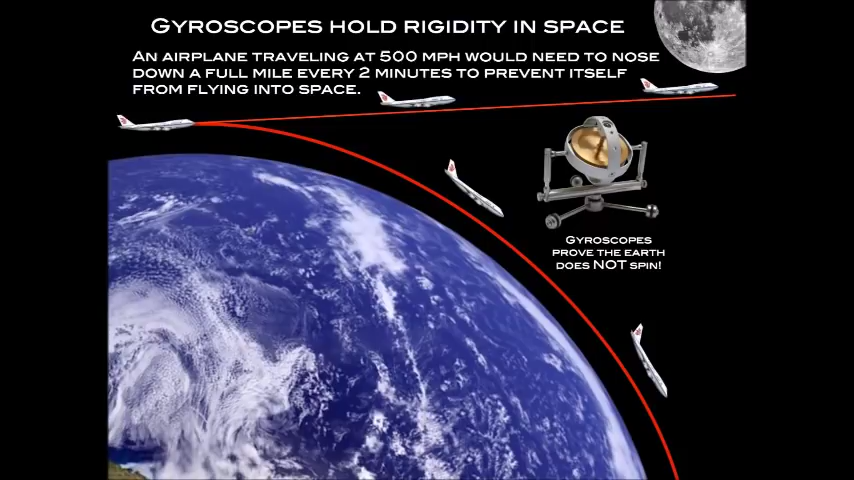 Gyroscopes hold rigidity in space
An airplane traveling at 500 mph would need to nose
down a full mile every 2 minutes to prevent itself
from flying into space.
Gyroscopes
prove the earth
does NOT spin!